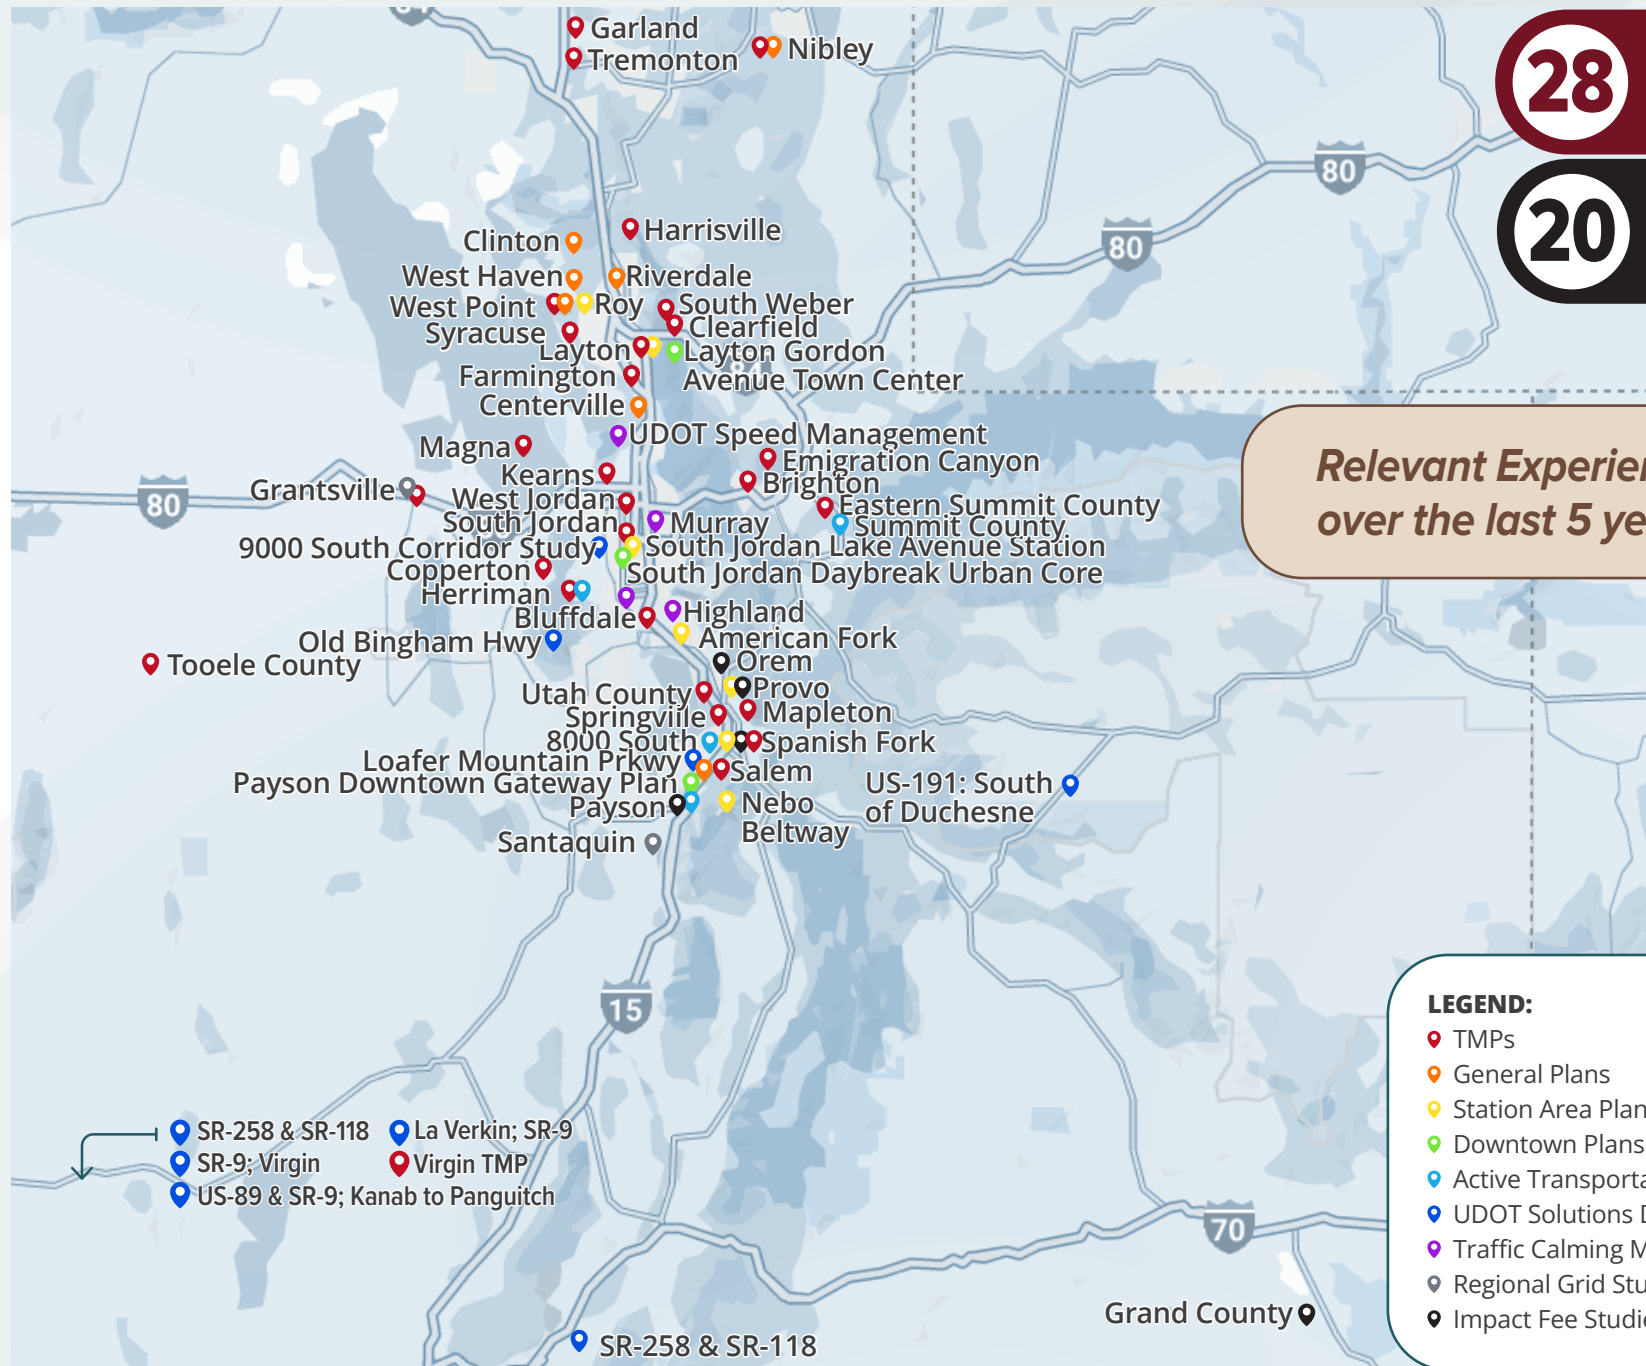 Garland
Tremonton
Nibley
28
80
20
80
Harrisville
Clinton
West Haven
Riverdale
West Point
Roy
South Weber
Syracuse
Clearfield
Layton
Layton Gordon
Avenue Town Center
Farmington
Centerville
UDOT Speed Management
Magna
Emigration Canyon
Kearns
Brighton
Grantsville
80
West Jordan
Eastern Summit County
South Jordan
Murray
Summit County
9000 South Corridor Study
South Jordan Lake Avenue Station
Copperton
South Jordan Daybreak Urban Core
Herriman
Bluffdale
Highland
Old Bingham Hwy
American Fork
Tooele County
Orem
Utah County
Provo
Springville
Mapleton
8000 South
Spanish Fork
Loafer Mountain Prkwy
Salem
Payson Downtown Gateway Plan
US-191: South
of Duchesne
Payson
Nebo
Beltway
Santaquin
Relevant Experien
over the last 5 ye
15
SR-258 & SR-118
La Verkin; SR-9
SR-9; Virgin
Virgin TMP
US-89 & SR-9; Kanab to Panguitch
70
Grand County
SR-258 & SR-118
LEGEND:
TMPs
General Plans
Station Area Plan
Downtown Plans
Active Transporta
UDOT Solutions D
Traffic Calming M
Regional Grid Stu
Impact Fee Studie